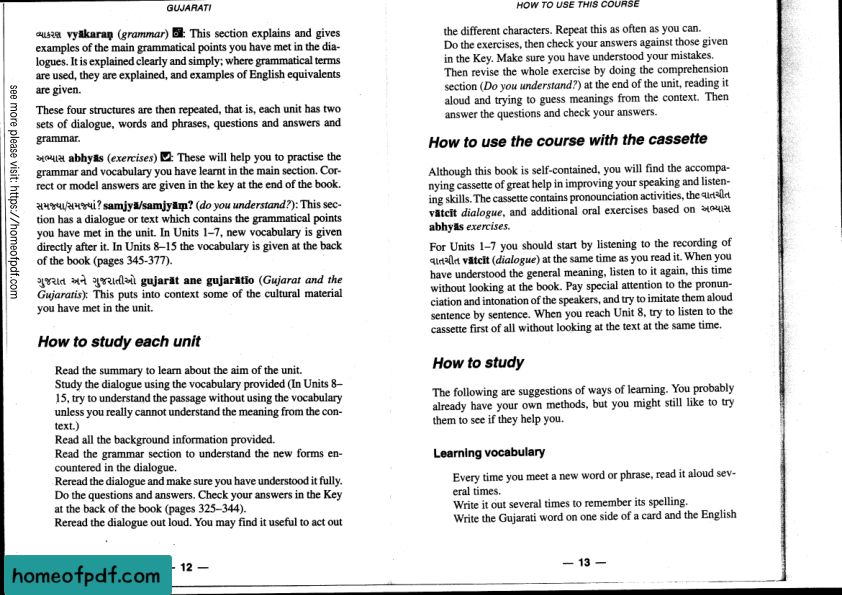 GUJARATI
વ્યાકરણ vyākaraṇ (grammar) : This section explains and gives
examples of the main grammatical points you have met in the dia-
logues. It is explained clearly and simply; where grammatical terms
are used, they are explained, and examples of English equivalents
are given.
These four structures are then repeated, that is, each unit has two
sets of dialogue, words and phrases, questions and answers and
grammar.
અભ્યાસ abhyās (exercises) : These will help you to practise the
grammar and vocabulary you have learnt in the main section. Cor-
rect or model answers are given in the key at the end of the book.
સમજ્યા/સમજ્યાં? samjyā/samjyāṃ? (do you understand?): This sec-
tion has a dialogue or text which contains the grammatical points
you have met in the unit. In Units 1–7, new vocabulary is given
directly after it. In Units 8–15 the vocabulary is given at the back
of the book (pages 345-377).
ગુજરાત અને ગુજરાતીઓ gujarāt ane gujarātīo (Gujarat and the
Gujaratis): This puts into context some of the cultural material
you have met in the unit.
How to study each unit
Read the summary to learn about the aim of the unit.
Study the dialogue using the vocabulary provided (In Units 8–
15, try to understand the passage without using the vocabulary
unless you really cannot understand the meaning from the con-
text.)
Read all the background information provided.
Read the grammar section to understand the new forms en-
countered in the dialogue.
Reread the dialogue and make sure you have understood it fully.
Do the questions and answers. Check your answers in the Key
at the back of the book (pages 325–344).
Reread the dialogue out loud. You may find it useful to act out
12 —
see more please visit: https://homeofpdf.com
homeofpdf.com
HOW TO USE THIS COURSE
the different characters. Repeat this as often as you can.
Do the exercises, then check your answers against those given
in the Key. Make sure you have understood your mistakes.
Then revise the whole exercise by doing the comprehension
section (Do you understand?) at the end of the unit, reading it
aloud and trying to guess meanings from the context. Then
answer the questions and check your answers.
How to use the course with the cassette
Although this book is self-contained, you will find the accompa-
nying cassette of great help in improving your speaking and listen-
ing skills. The cassette contains pronounciation activities, the વાતચીત
vātcīt dialogue, and additional oral exercises based on અભ્યાસ
abhyās exercises.
For Units 1–7 you should start by listening to the recording of
વાતચીત vātcīt (dialogue) at the same time as you read it. When you
have understood the general meaning, listen to it again, this time
without looking at the book. Pay special attention to the pronun-
ciation and intonation of the speakers, and try to imitate them aloud
sentence by sentence. When you reach Unit 8, try to listen to the
cassette first of all without looking at the text at the same time.
How to study
The following are suggestions of ways of learning. You probably
already have your own methods, but you might still like to try
them to see if they help you.
Learning vocabulary
Every time you meet a new word or phrase, read it aloud sev-
eral times.
Write it out several times to remember its spelling.
Write the Gujarati word on one side of a card and the English
— 13 —